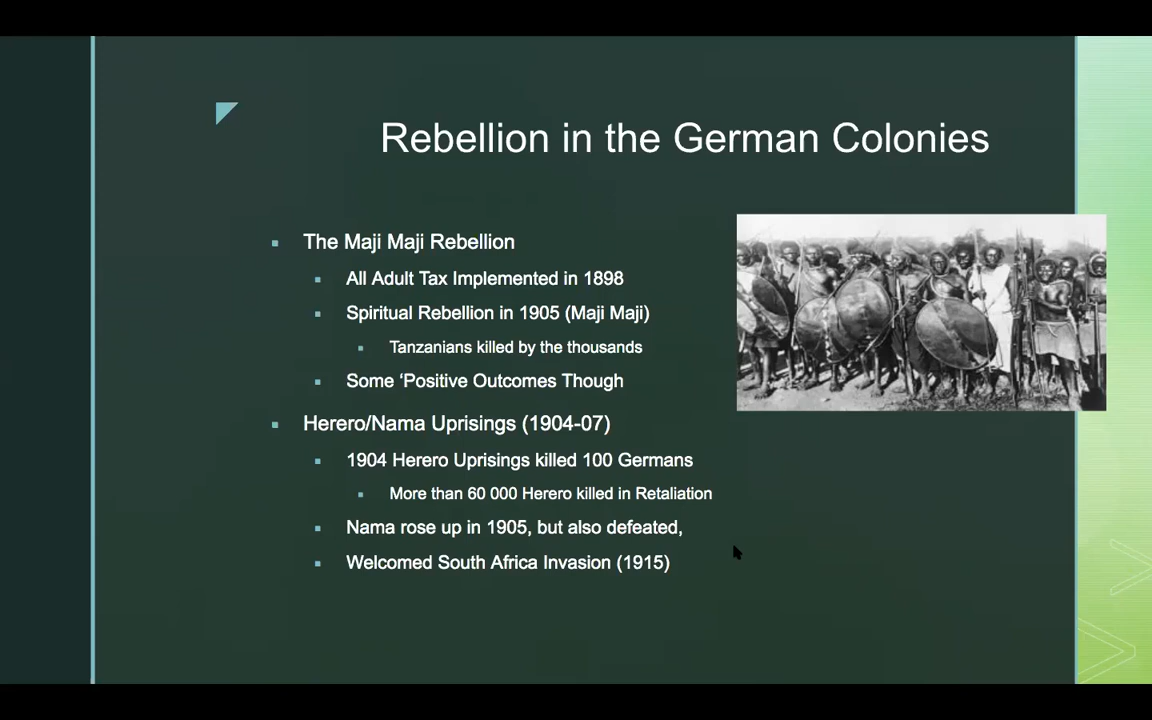 Rebellion in the German Colonies
The Maji Maji Rebellion
All Adult Tax Implemented in 1898
Spiritual Rebellion in 1905 (Maji Maji)
Tanzanians killed by the thousands
Some ‘Positive Outcomes Though
Herero/Nama Uprisings (1904-07)
1904 Herero Uprisings killed 100 Germans
More than 60 000 Herero killed in Retaliation
Nama rose up in 1905, but also defeated,
Welcomed South Africa Invasion (1915)